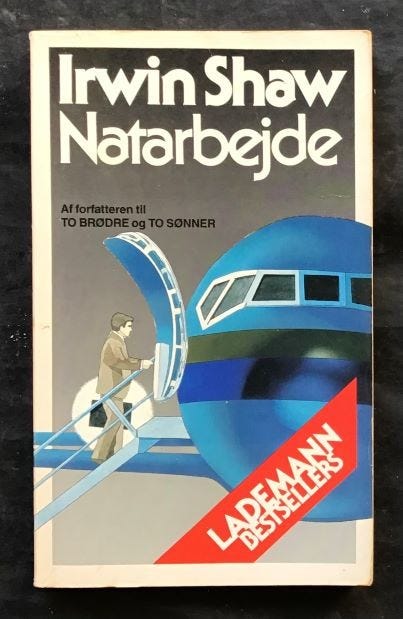 Irwin Shaw
Natarbejde
Af forfatteren til
TO BRØDRE og TO SØNNER
LADEMANN
BESTSELLERS